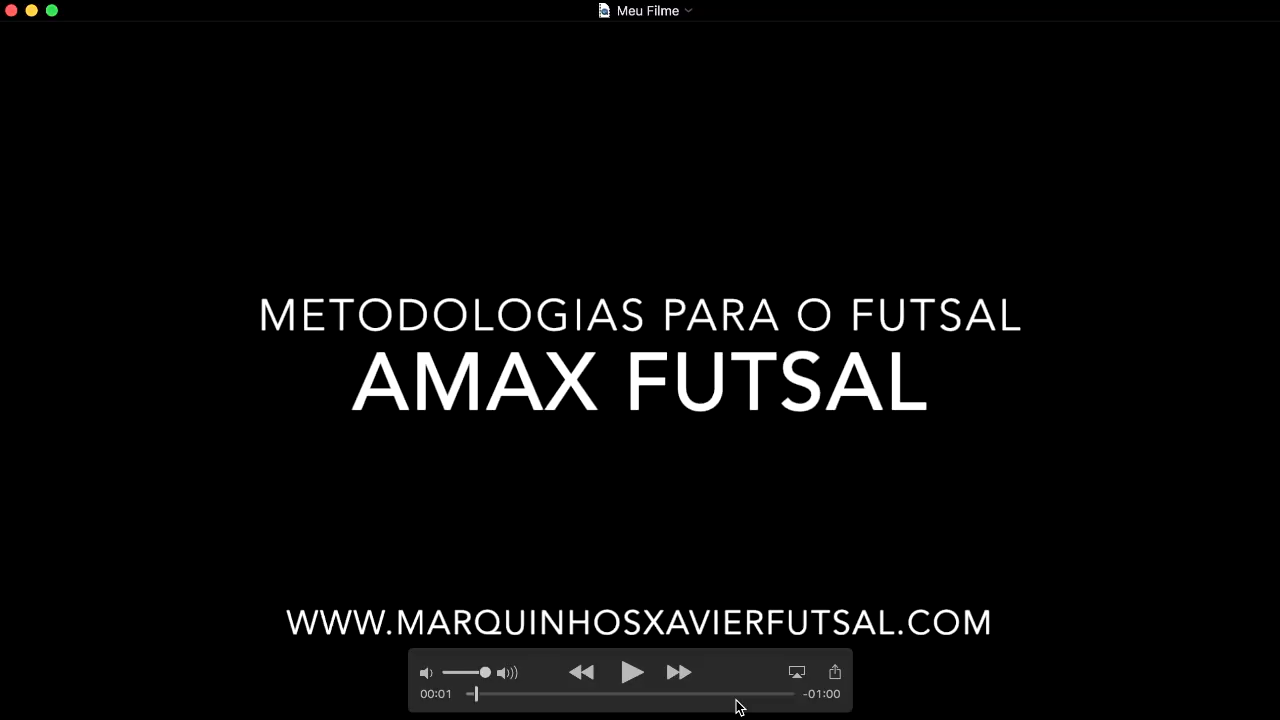 Meu Filme
METODOLOGIAS PARA O FUTSAL
AMAX FUTSAL
WWW.MARQUINHOSXAVIERFUTSAL.COM
00:01
-01:00